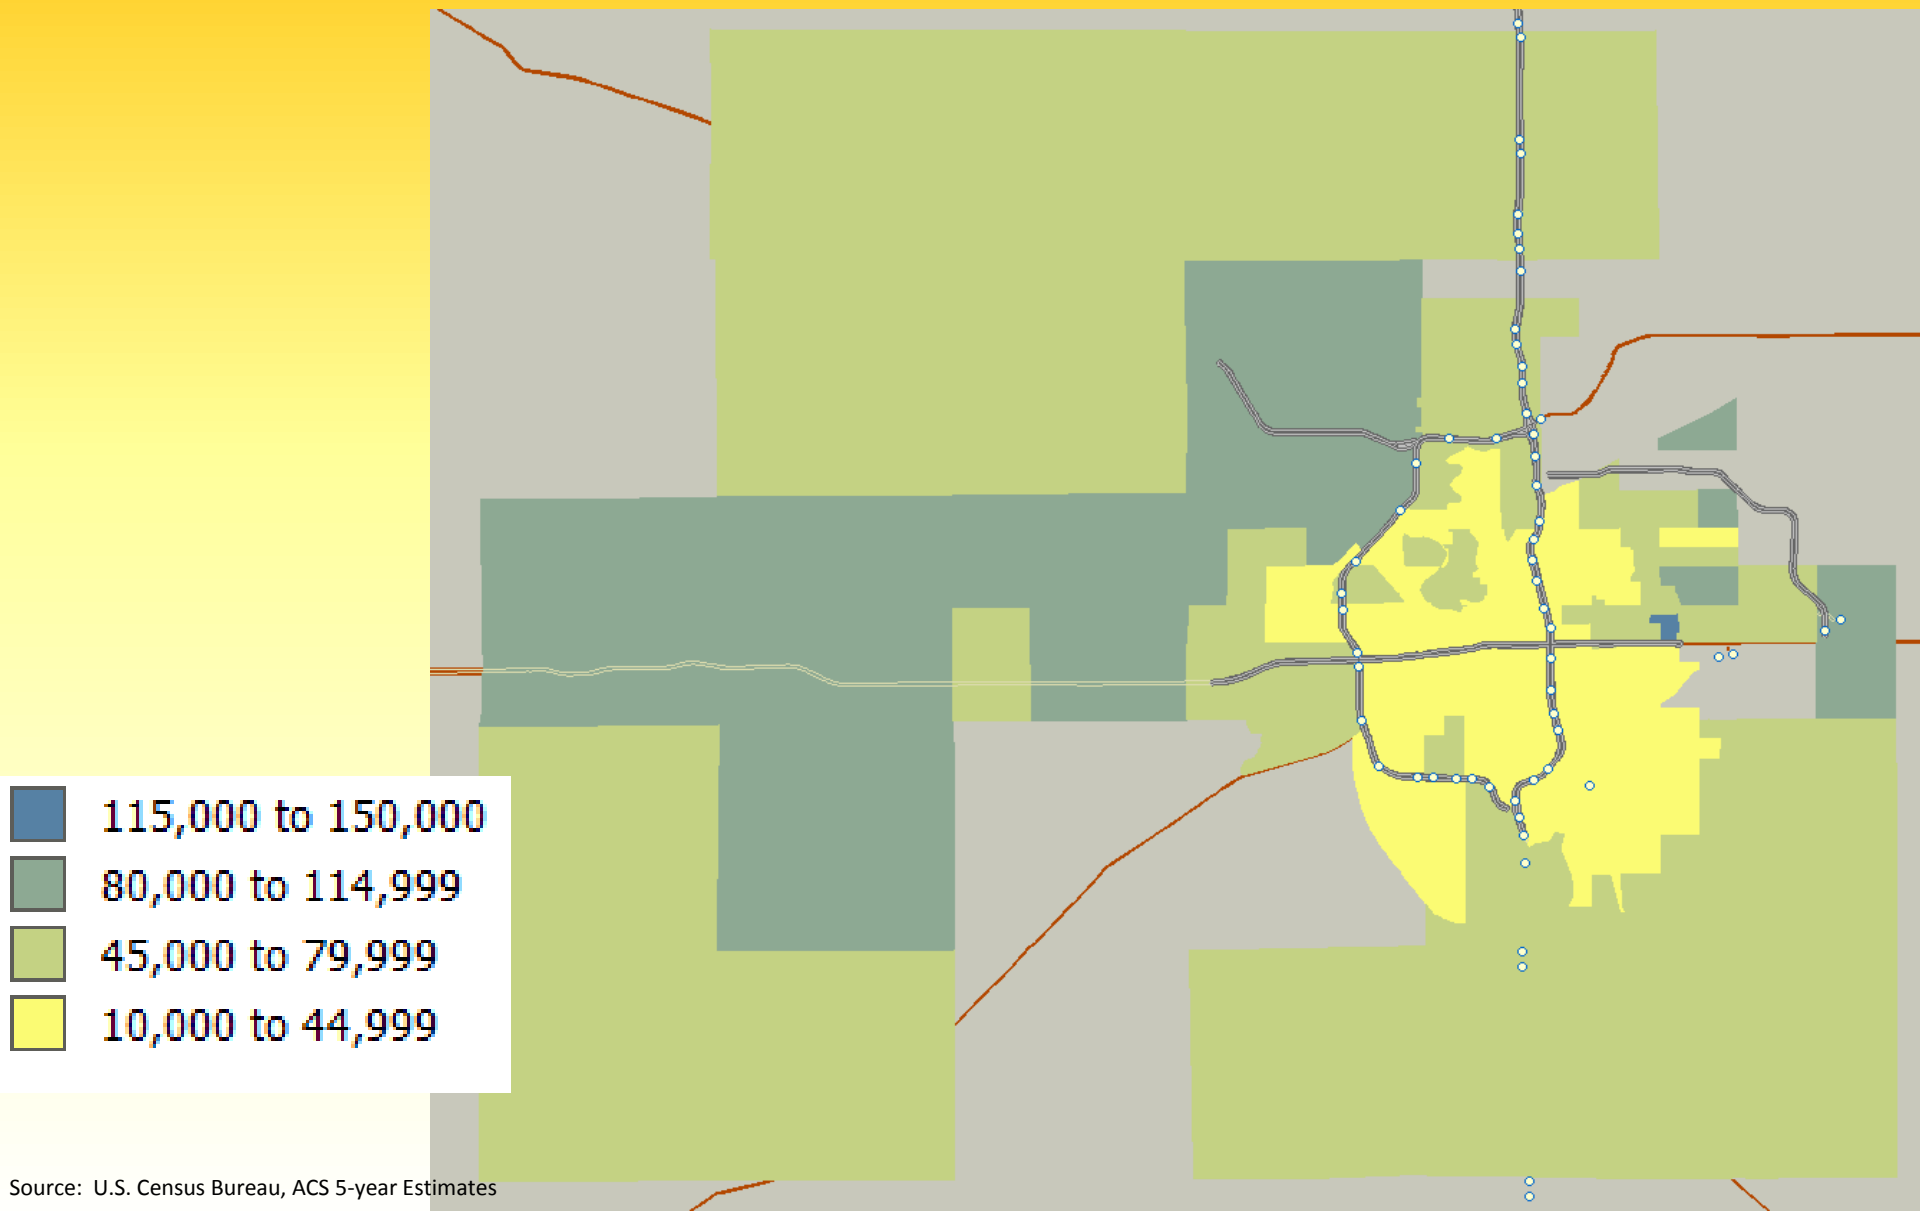 115,000 to 150,000
80,000 to 114,999
45,000 to 79,999
10,000 to 44,999
Source:  U.S. Census Bureau, ACS 5-year Estimates